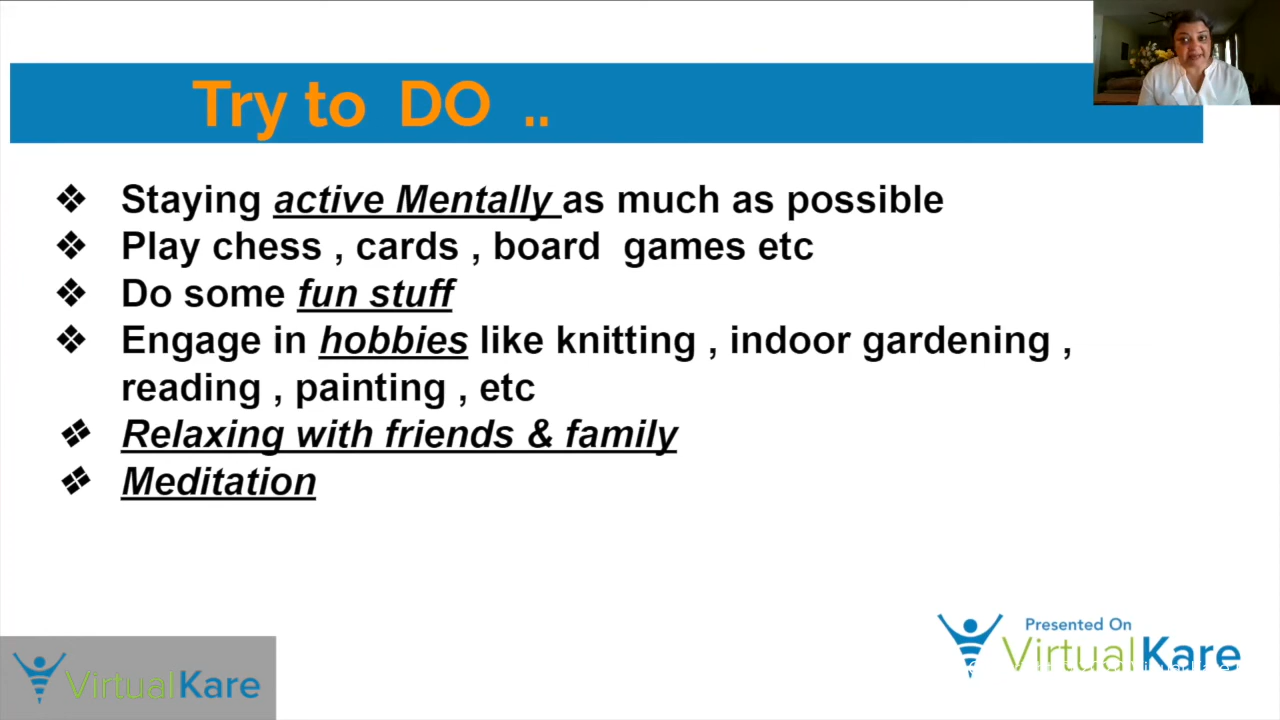 Try to DO ..
❖ Staying active Mentally as much as possible
❖ Play chess , cards , board games etc
❖ Do some fun stuff
❖ Engage in hobbies like knitting , indoor gardening ,
reading , painting , etc
❖ Relaxing with friends & family
❖ Meditation
Presented On
VirtualKare
VirtualKare